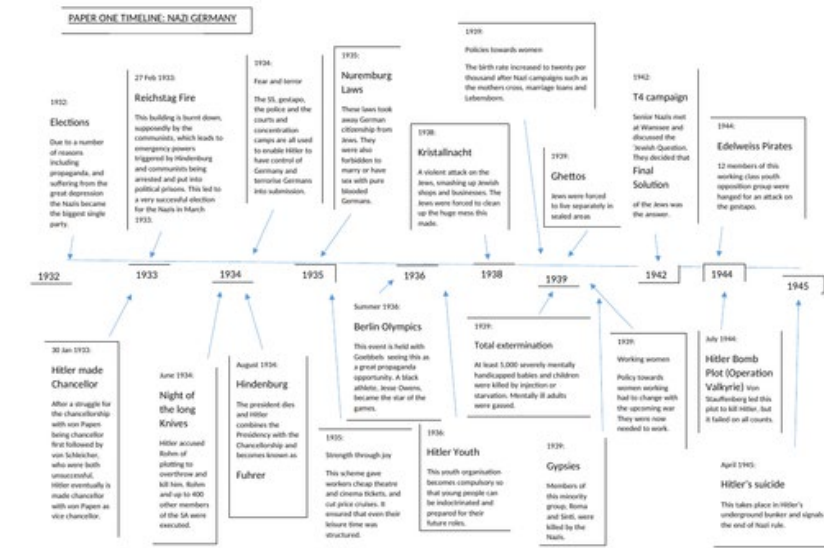 PAPER ONE TIMELINE: NAZI GERMANY
1932:
Elections
Due to a number
of reasons
including
propaganda, and
suffering from the
great depression
the Nazis became
the biggest single
party.
27 Feb 1933:
Reichstag Fire
This building is burnt down,
supposedly by the
communists, which leads to
emergency powers
triggered by Hindenburg
and communists being
arrested and put into
political prisons. This led to
a very successful election
for the Nazis in March
1933.
1934:
Fear and terror
The SS, gestapo,
the police and the
courts and
concentration
camps are all used
to enable Hitler to
have control of
Germany and
terrorise Germans
into submission.
1935:
Nuremburg
Laws
These laws took
away German
citizenship from
Jews. They
were also
forbidden to
marry or have
sex with pure
blooded
Germans.
1938:
Kristallnacht
A violent attack on the
Jews, smashing up Jewish
shops and businesses. The
Jews were forced to clean
up the huge mess this
made.
1939:
Policies towards women
The birth rate increased to twenty per
thousand after Nazi campaigns such as
the mothers cross, marriage loans and
Lebensborn.
1939:
Ghettos
Jews were forced
to live separately in
sealed areas
1942:
T4 campaign
Senior Nazis met
at Wannsee and
discussed the
'Jewish Question.
They decided that
Final
Solution
of the Jews was
the answer.
1944:
Edelweiss Pirates
12 members of this
working class youth
opposition group were
hanged for an attack on
the gestapo.
1932
1933
1934
1935
1936
1938
1939
1942
1944
1945
30 Jan 1933:
Hitler made
Chancellor
After a struggle for
the chancellorship
with von Papen
being chancellor
first followed by
von Schleicher,
who were both
unsuccessful.
Hitler eventually is
made chancellor
with von Papen as
vice chancellor.
June 1934:
Night of
the long
Knives
Hitler accused
Rohm of
plotting to
overthrow and
kill him. Rohm
and up to 400
other members
of the SA were
executed.
August 1934:
Hindenburg
The president dies
and Hitler
combines the
Presidency with the
Chancellorship and
becomes known as
Fuhrer
Summer 1936:
Berlin Olympics
This event is held with
Goebbels seeing this as
a great propaganda
opportunity. A black
athlete, Jesse Owens,
became the star of the
games.
1935:
Strength through joy
This scheme gave
workers cheap theatre
and cinema tickets, and
cut price cruises. It
ensured that even their
leisure time was
structured.
1936:
Hitler Youth
This youth organisation
becomes compulsory so
that young people can
be indoctrinated and
prepared for their
future roles.
1939:
Total extermination
At least 5,000 severely mentally
handicapped babies and children
were killed by injection or
starvation. Mentally ill adults
were gassed.
1939:
Gypsies
Members of
this minority
group, Roma
and Sinti, were
killed by the
Nazis.
1939:
Working women
Policy towards
women working
had to change with
the upcoming war
They were now
needed to work.
July 1944:
Hitler Bomb
Plot (Operation
Valkyrie) Von
Stauffenberg led this
plot to kill Hitler, but
it failed on all counts.
April 1945:
Hitler's suicide
This takes place in Hitler's
underground bunker and signals
the end of Nazi rule.